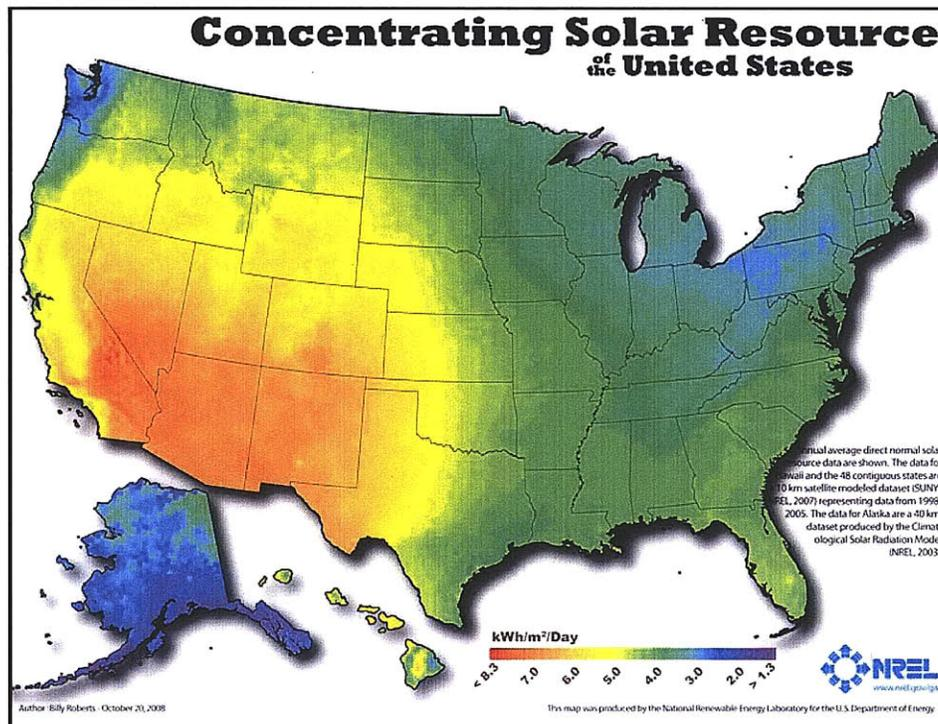 Concentrating Solar Resource
of the United States
nnual average direct normal sola
source data are shown. The data fo
awaii and the 48 contiguous states ar
10 km satellite modeled dataset (SUNY
REL, 2007) representing data from 1998
2005. The data for Alaska are a 40 km
dataset produced by the Climat
ological Solar Radiation Mode
(NREL, 2003
kWh/m²/Day
< 8.3 7.0 6.0 5.0 4.0 3.0 2.0 > 1.3
NREL
Author: Billy Roberts - October 20, 2008
This map was produced by the National Renewable Energy Laboratory for the U.S. Department of Energy